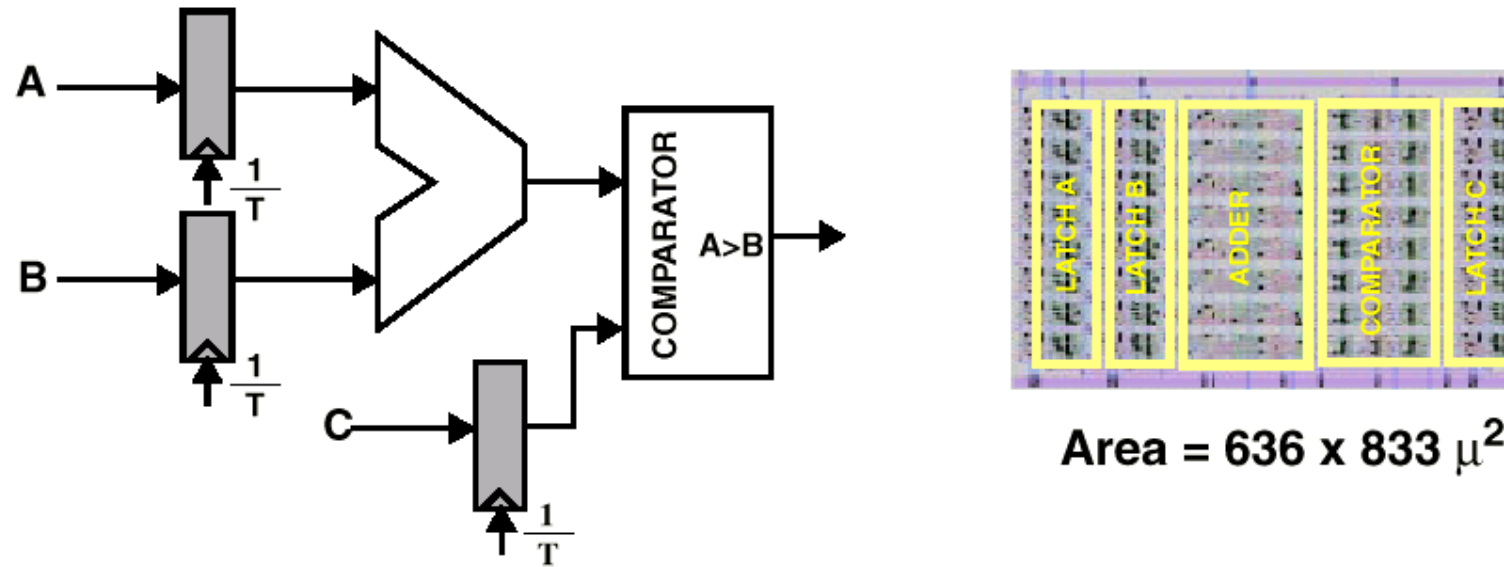 A
1
T
B
1
T
C
1
T
COMPARATOR
A>B
LATCH A
LATCH B
ADDER
COMPARATOR
LATCH C
Area = 636 x 833 μ²